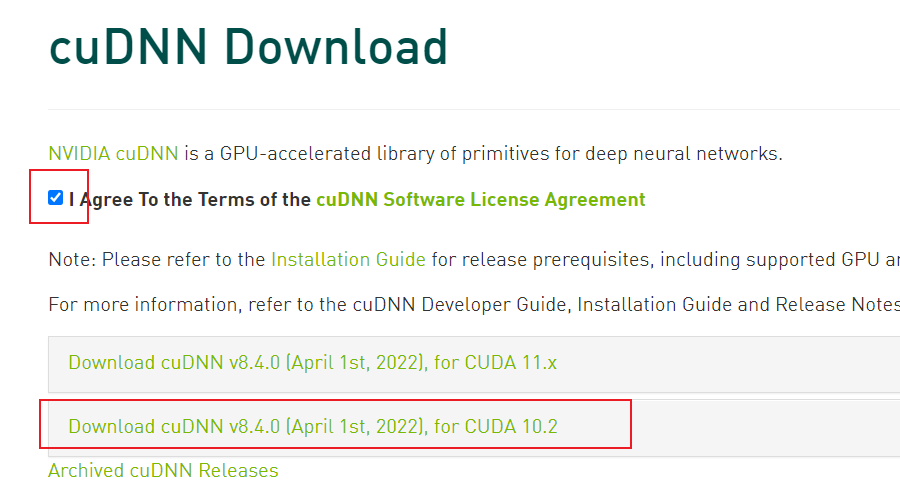 cuDNN Download
NVIDIA cuDNN is a GPU-accelerated library of primitives for deep neural networks.
I Agree To the Terms of the cuDNN Software License Agreement
Note: Please refer to the Installation Guide for release prerequisites, including supported GPU
For more information, refer to the cuDNN Developer Guide, Installation Guide and Release Notes
Download cuDNN v8.4.0 (April 1st, 2022), for CUDA 11.x
Download cuDNN v8.4.0 (April 1st, 2022), for CUDA 10.2
Archived cuDNN Releases